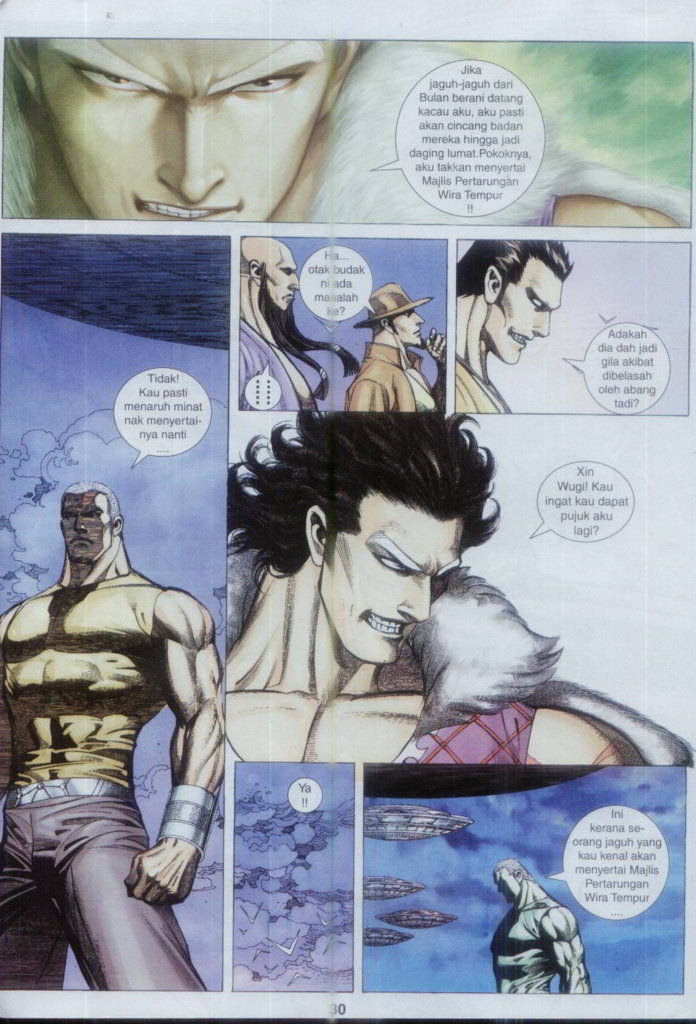 Jika
jaguh-jaguh dari
Bulan berani datang
kacau aku, aku pasti
akan cincang badan
mereka hingga jadi
daging lumat.Pokoknya,
aku takkan menyertai
Majlis Pertarungan
Wira Tempur
!!
Tidak!
Kau pasti
menaruh minat
nak menyertai-
nya nanti
....
Ha...
otak budak
ni ada
masalah
ke?
Adakah
dia dah jadi
gila akibat
dibelasah
oleh abang
tadi?
Xin
Wugi! Kau
ingat kau dapat
pujuk aku
lagi?
Ya
!!
Ini
kerana se-
orang jaguh yang
kau kenal akan
menyertai Majlis
Pertarungan
Wira Tempur
....
30